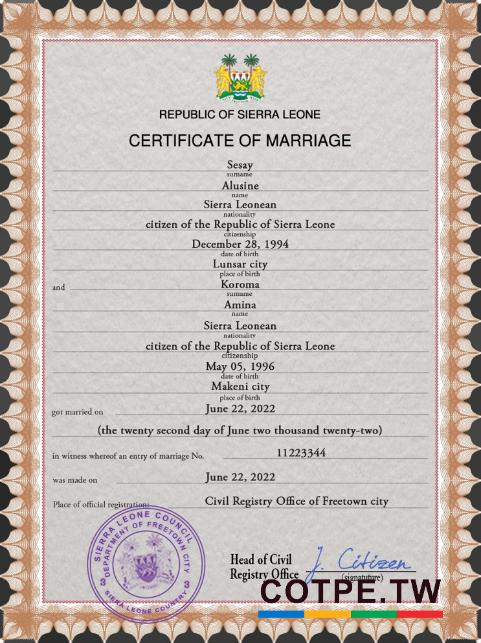 REPUBLIC OF SIERRA LEONE
CERTIFICATE OF MARRIAGE
Sesay
surname
Alusine
name
Sierra Leonean
nationality
citizen of the Republic of Sierra Leone
citizenship
December 28, 1994
date of birth
Lunsar city
place of birth
and Koroma
surname
Amina
name
Sierra Leonean
nationality
citizen of the Republic of Sierra Leone
citizenship
May 05, 1996
date of birth
Makeni city
place of birth
got married on June 22, 2022
(the twenty second day of June two thousand twenty-two)
in witness whereof an entry of marriage No. 11223344
was made on June 22, 2022
Place of official registration: Civil Registry Office of Freetown city
SIERRA LEONE COUNCIL
DEPARTMENT OF FREETOWN CITY
SIERRA LEONE COUNSRY
Head of Civil
Registry Office J. Citizen
COTPE.TW